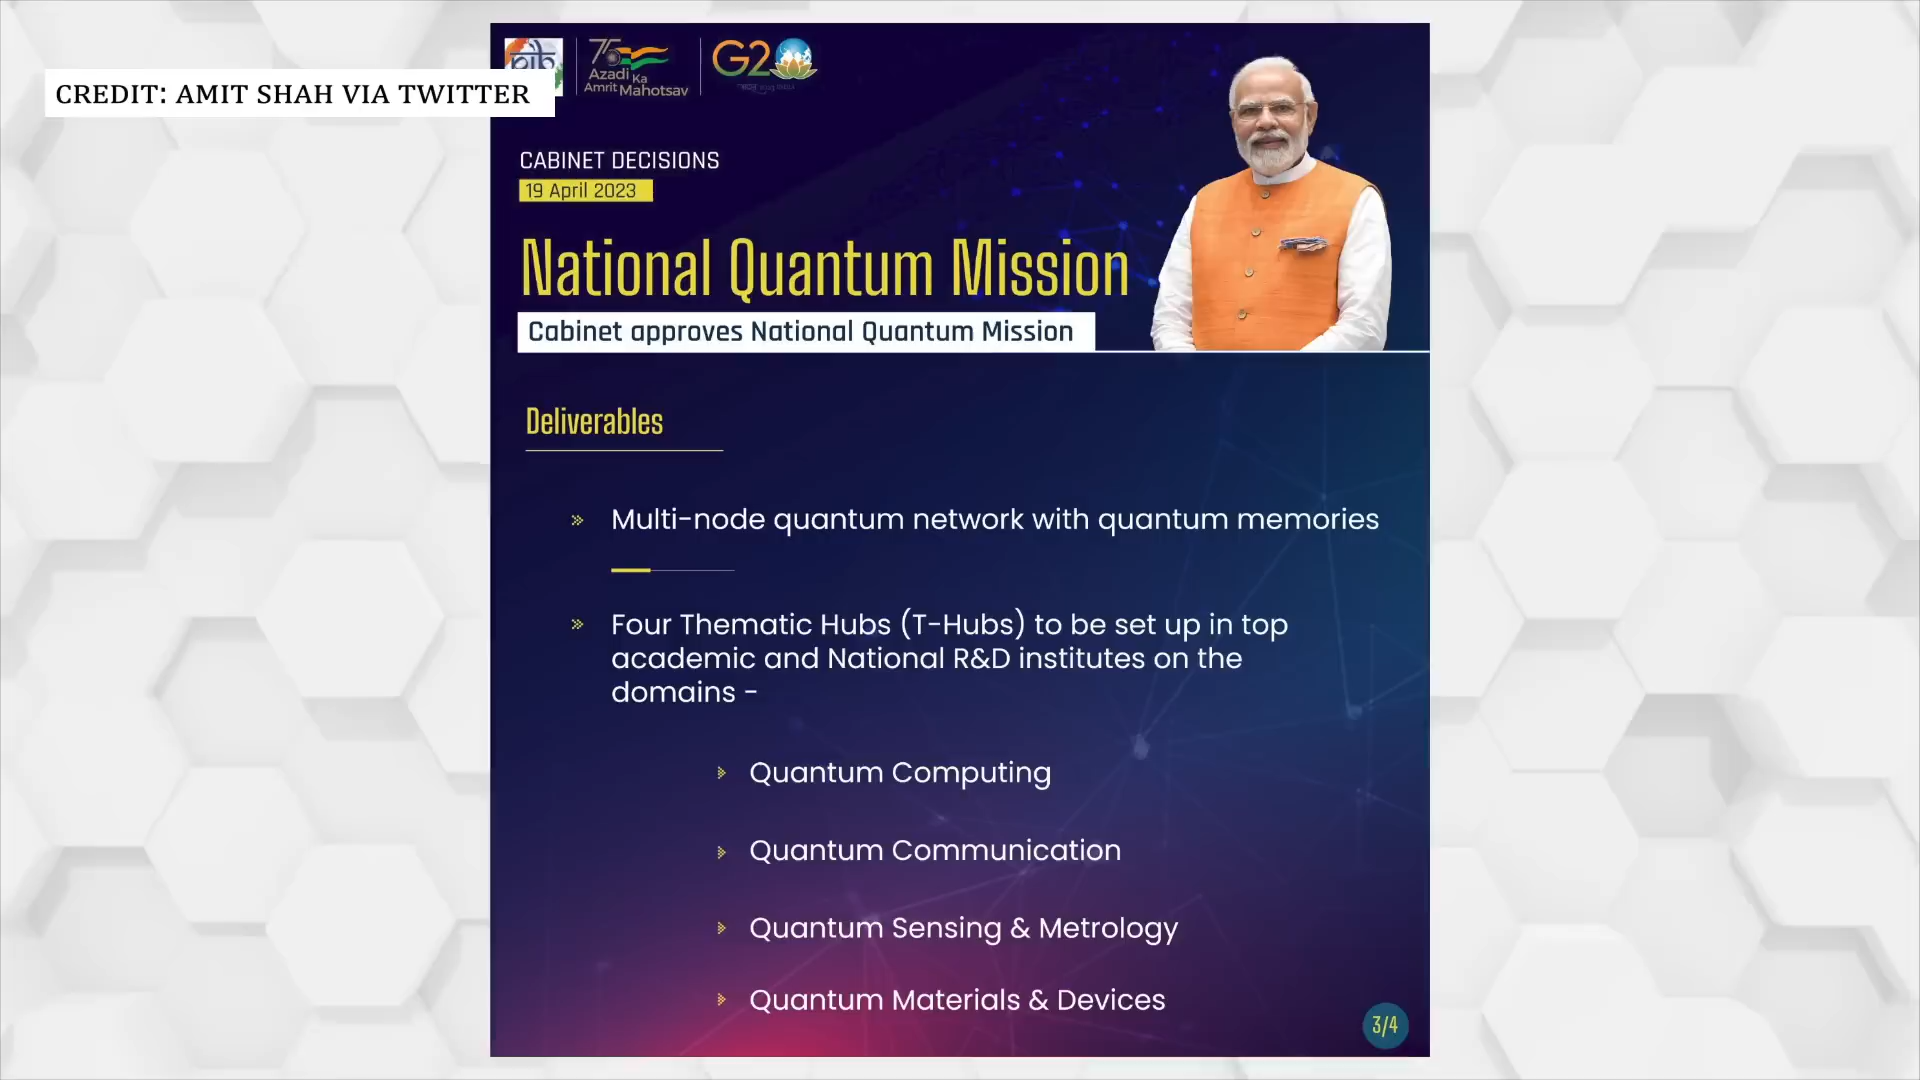 CREDIT: AMIT SHAH VIA TWITTER
75
Azadi Ka
Amrit Mahotsav
G2
CABINET DECISIONS
19 April 2023
National Quantum Mission
Cabinet approves National Quantum Mission
Deliverables
Multi-node quantum network with quantum memories
Four Thematic Hubs (T-Hubs) to be set up in top
academic and National R&D institutes on the
domains -
Quantum Computing
Quantum Communication
Quantum Sensing & Metrology
Quantum Materials & Devices
3/4